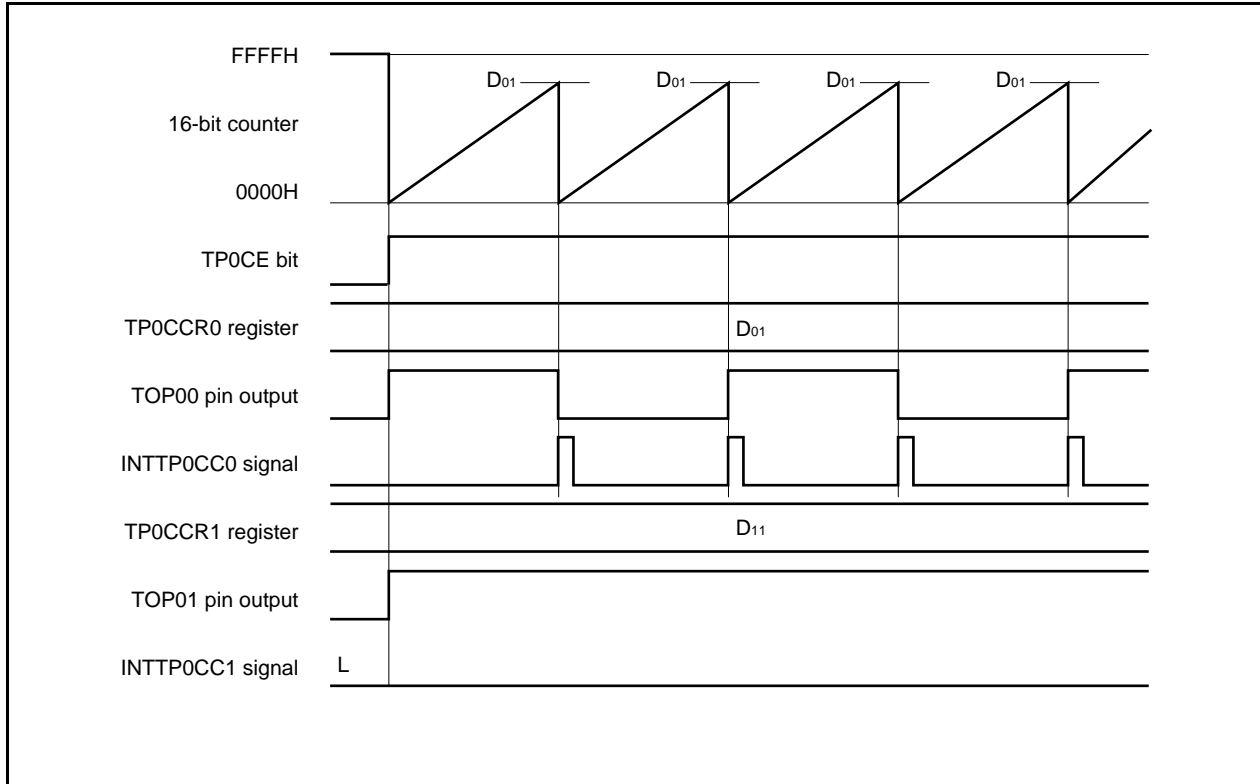 FFFFH
D01 D01 D01 D01
16-bit counter
0000H
TP0CE bit
TP0CCR0 register
D01
TOP00 pin output
INTTP0CC0 signal
TP0CCR1 register
D11
TOP01 pin output
INTTP0CC1 signal
L